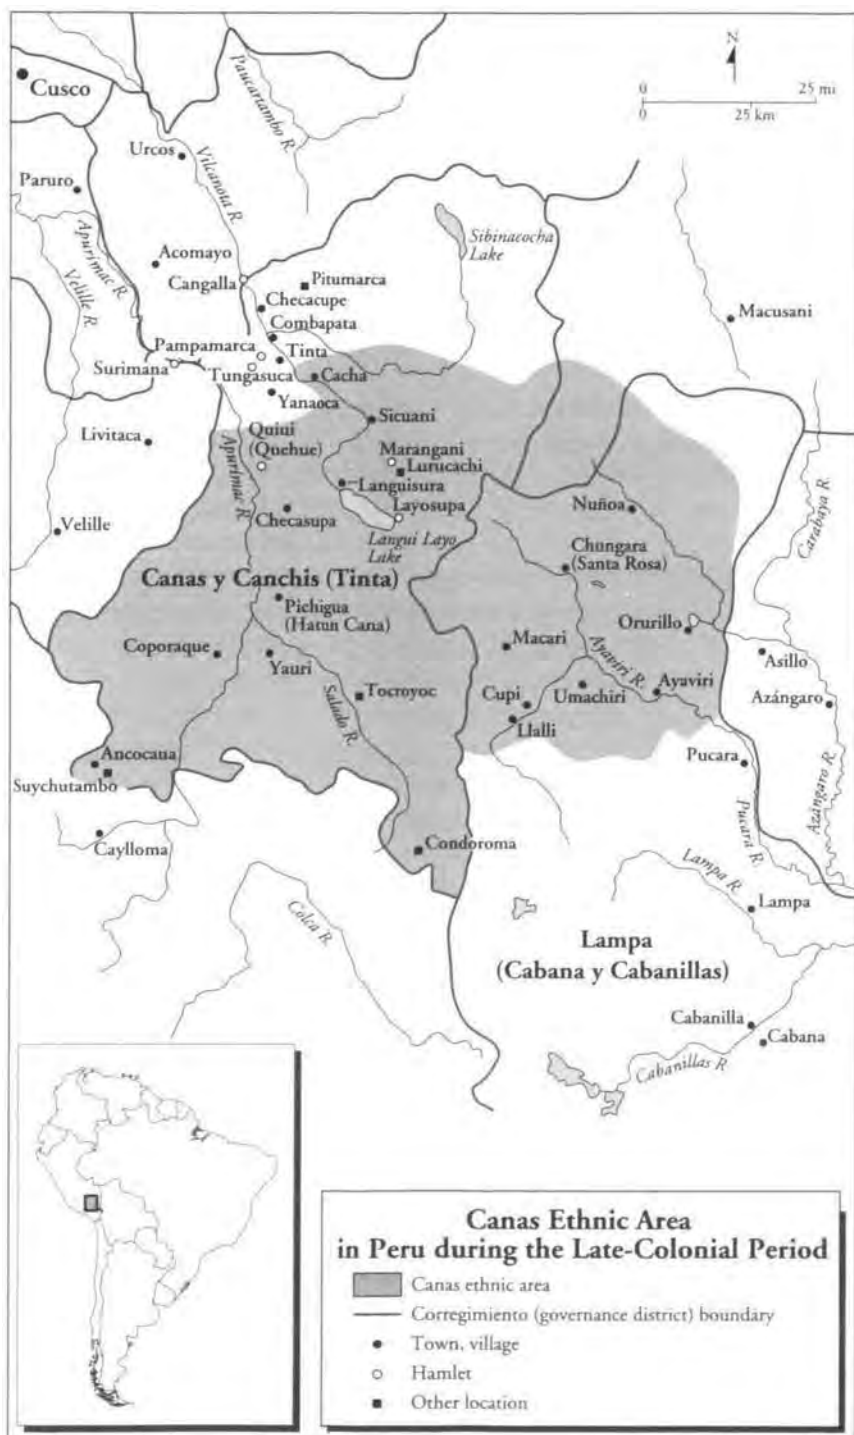 N
0
25 mi
0
25 km
Cusco
Paucartambo R.
Urcos
Vilcanota R.
Paruro
Apurimac R.
Velille R.
Acomayo
Sibinacocha
Lake
Cangalla
Pitumarca
Checacupe
Macusani
Combapata
Pampamarca
Tinta
Surimana
Tungasuca
Cacha
Yanaoca
Sicuani
Livitaca
Quiui
(Quehue)
Apurimac R.
Marangani
Lurucachi
Languisura
Layosupa
Nuñoa
Carabaya R.
Velille
Checasupa
Langui Layo
Lake
Chungara
(Santa Rosa)
Canas y Canchis (Tinta)
Pichigua
(Hatun Cana)
Orurillo
Macari
Coporaque
Yauri
Ayaviri R.
Asillo
Salado R.
Tocroyoc
Cupi
Umachiri
Ayaviri
Azángaro
Llalli
Ancocaua
Suychutambo
Pucara
Azángaro R.
Pucará R.
Caylloma
Condoroma
Lampa R.
Lampa
Colca R.
Lampa
(Cabana y Cabanillas)
Cabanilla
Cabana
Cabanillas R.
Canas Ethnic Area
in Peru during the Late-Colonial Period
Canas ethnic area
Corregimiento (governance district) boundary
Town, village
Hamlet
Other location